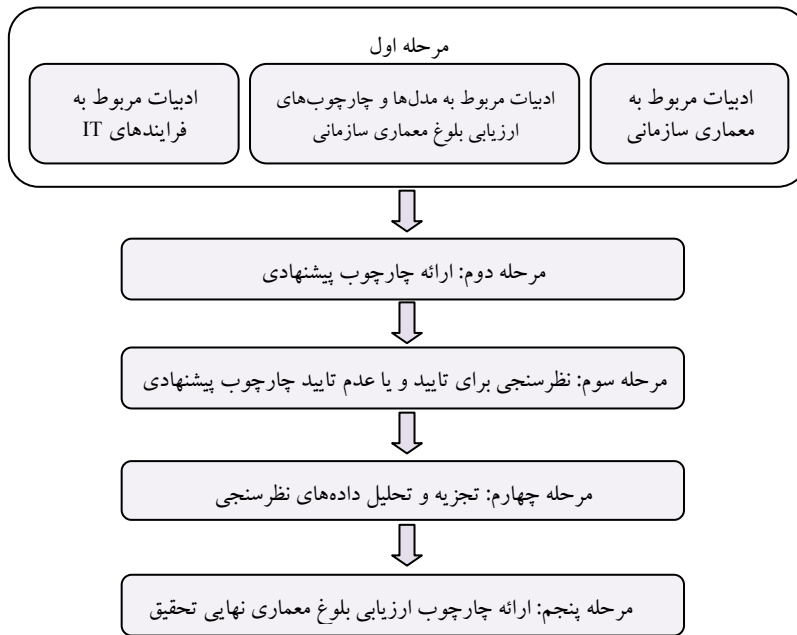 مرحله اول
ادبیات مربوط به
معماری سازمانی
ادبیات مربوط به مدل‌ها و چارچوب‌های
ارزیابی بلوغ معماری سازمانی
ادبیات مربوط به
فرایندهای IT
مرحله دوم: ارائه چارچوب پیشنهادی
مرحله سوم: نظرسنجی برای تایید و یا عدم تایید چارچوب پیشنهادی
مرحله چهارم: تجزیه و تحلیل داده‌های نظرسنجی
مرحله پنجم: ارائه چارچوب ارزیابی بلوغ معماری نهایی تحقیق